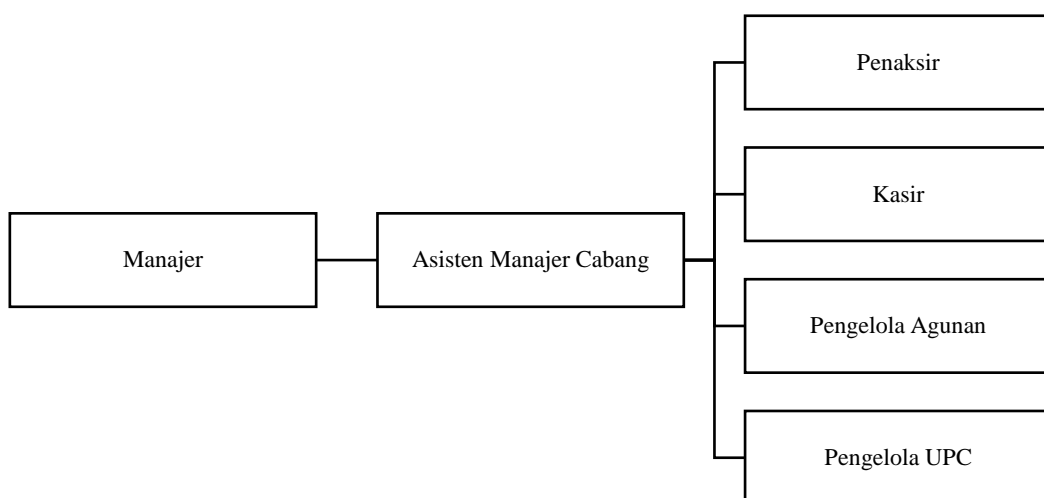 Manajer
Asisten Manajer Cabang
Penaksir
Kasir
Pengelola Agunan
Pengelola UPC